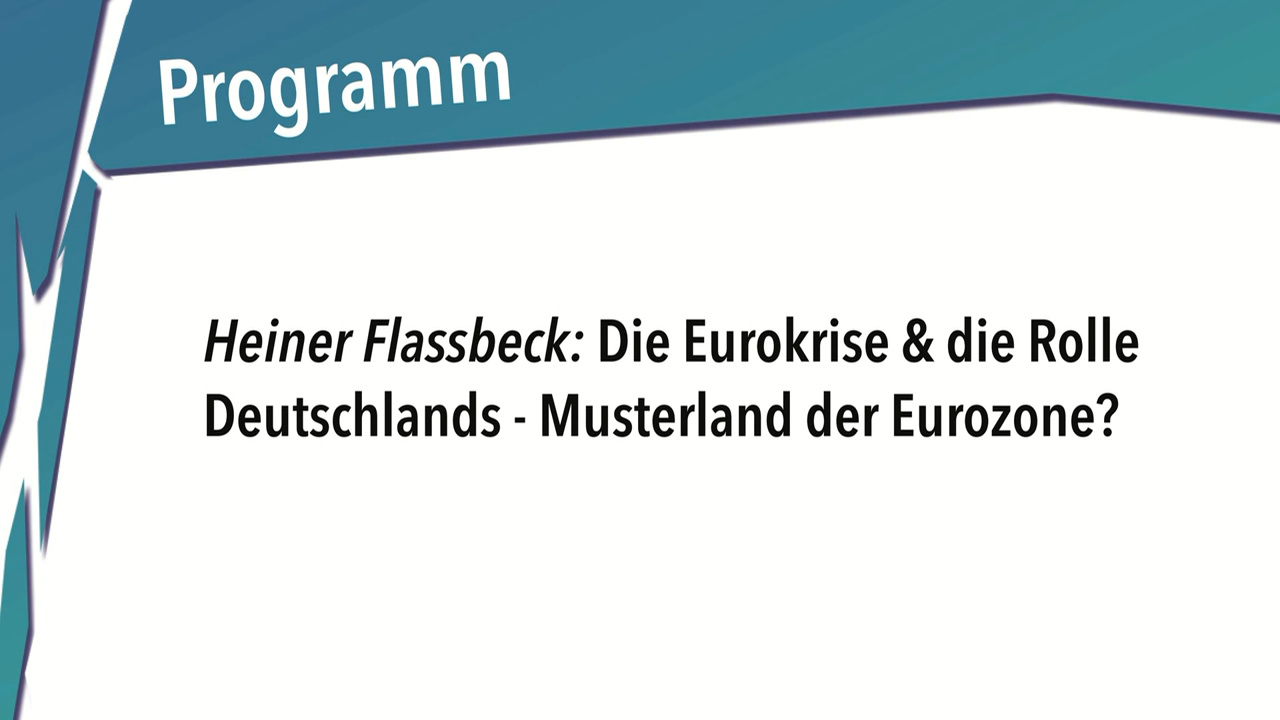 Programm
Heiner Flassbeck: Die Eurokrise & die Rolle
Deutschlands - Musterland der Eurozone?